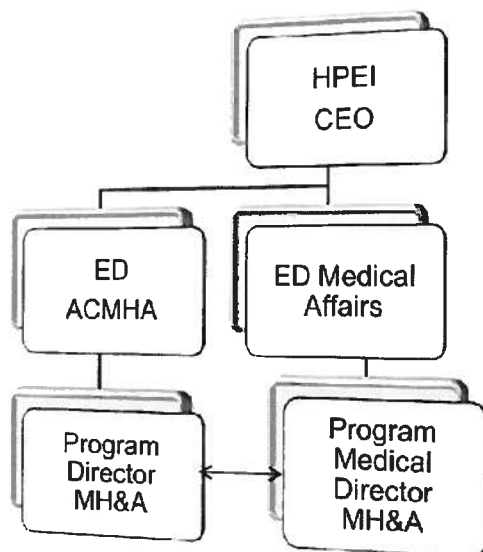 HPEI
CEO
ED
ACMHA
ED Medical
Affairs
Program
Director
MH&A
Program
Medical
Director
MH&A